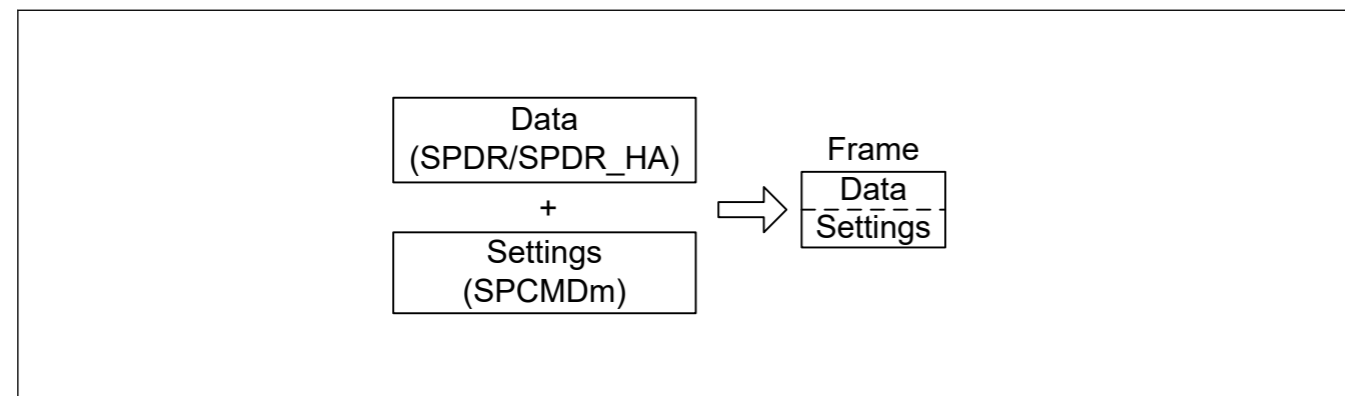 Data
(SPDR/SPDR_HA)
+
Settings
(SPCMDm)
Frame
Data
Settings